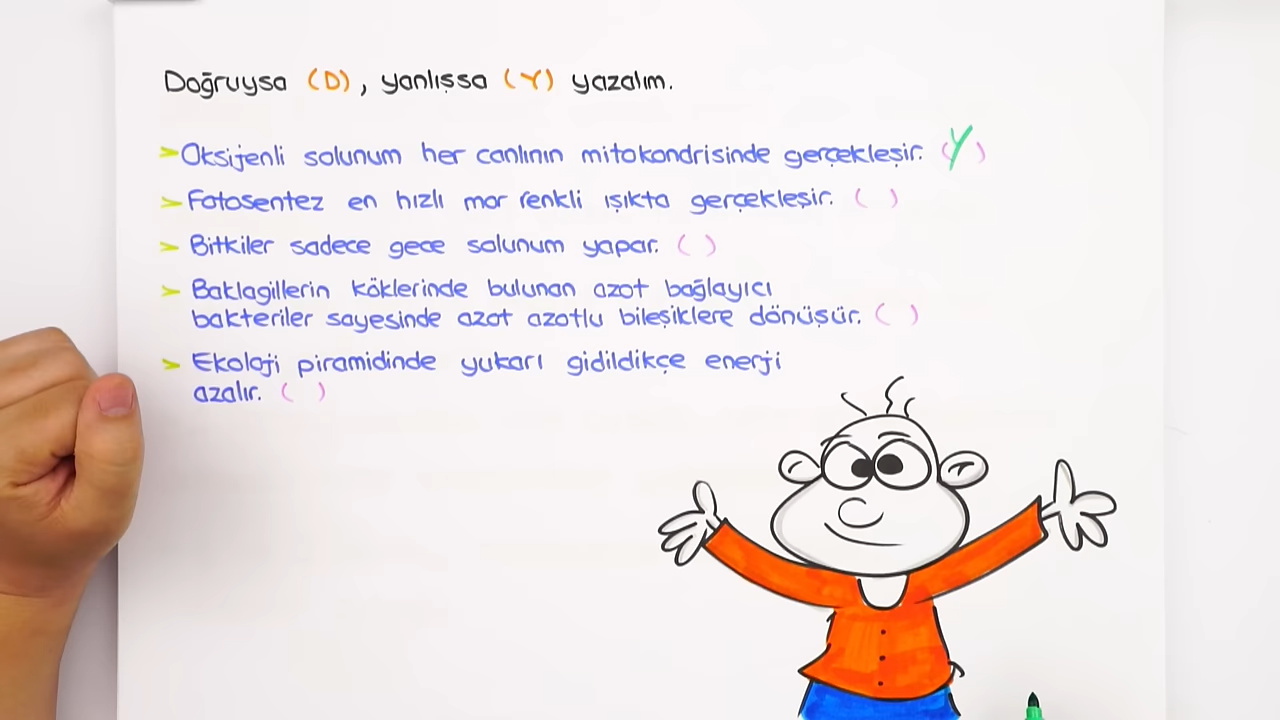 Doğruysa (D), yanlışsa (Y) yazalım.
> Oksijenli solunum her canlının mitokondrisinde gerçekleşir. (Y)
> Fotosentez en hızlı mor renkli ışıkta gerçekleşir. ( )
> Bitkiler sadece gece solunum yapar. ( )
> Baklagillerin köklerinde bulunan azot bağlayıcı
bakteriler sayesinde azot azotlu bileşiklere dönüşür. ( )
> Ekoloji piramidinde yukarı gidildikçe enerji
azalır. ( )